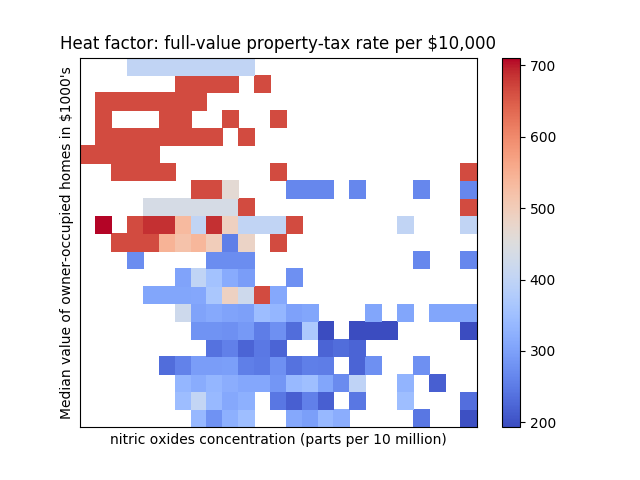 Heat factor: full-value property-tax rate per $10,000
Median value of owner-occupied homes in $1000's
nitric oxides concentration (parts per 10 million)
700
600
500
400
300
200